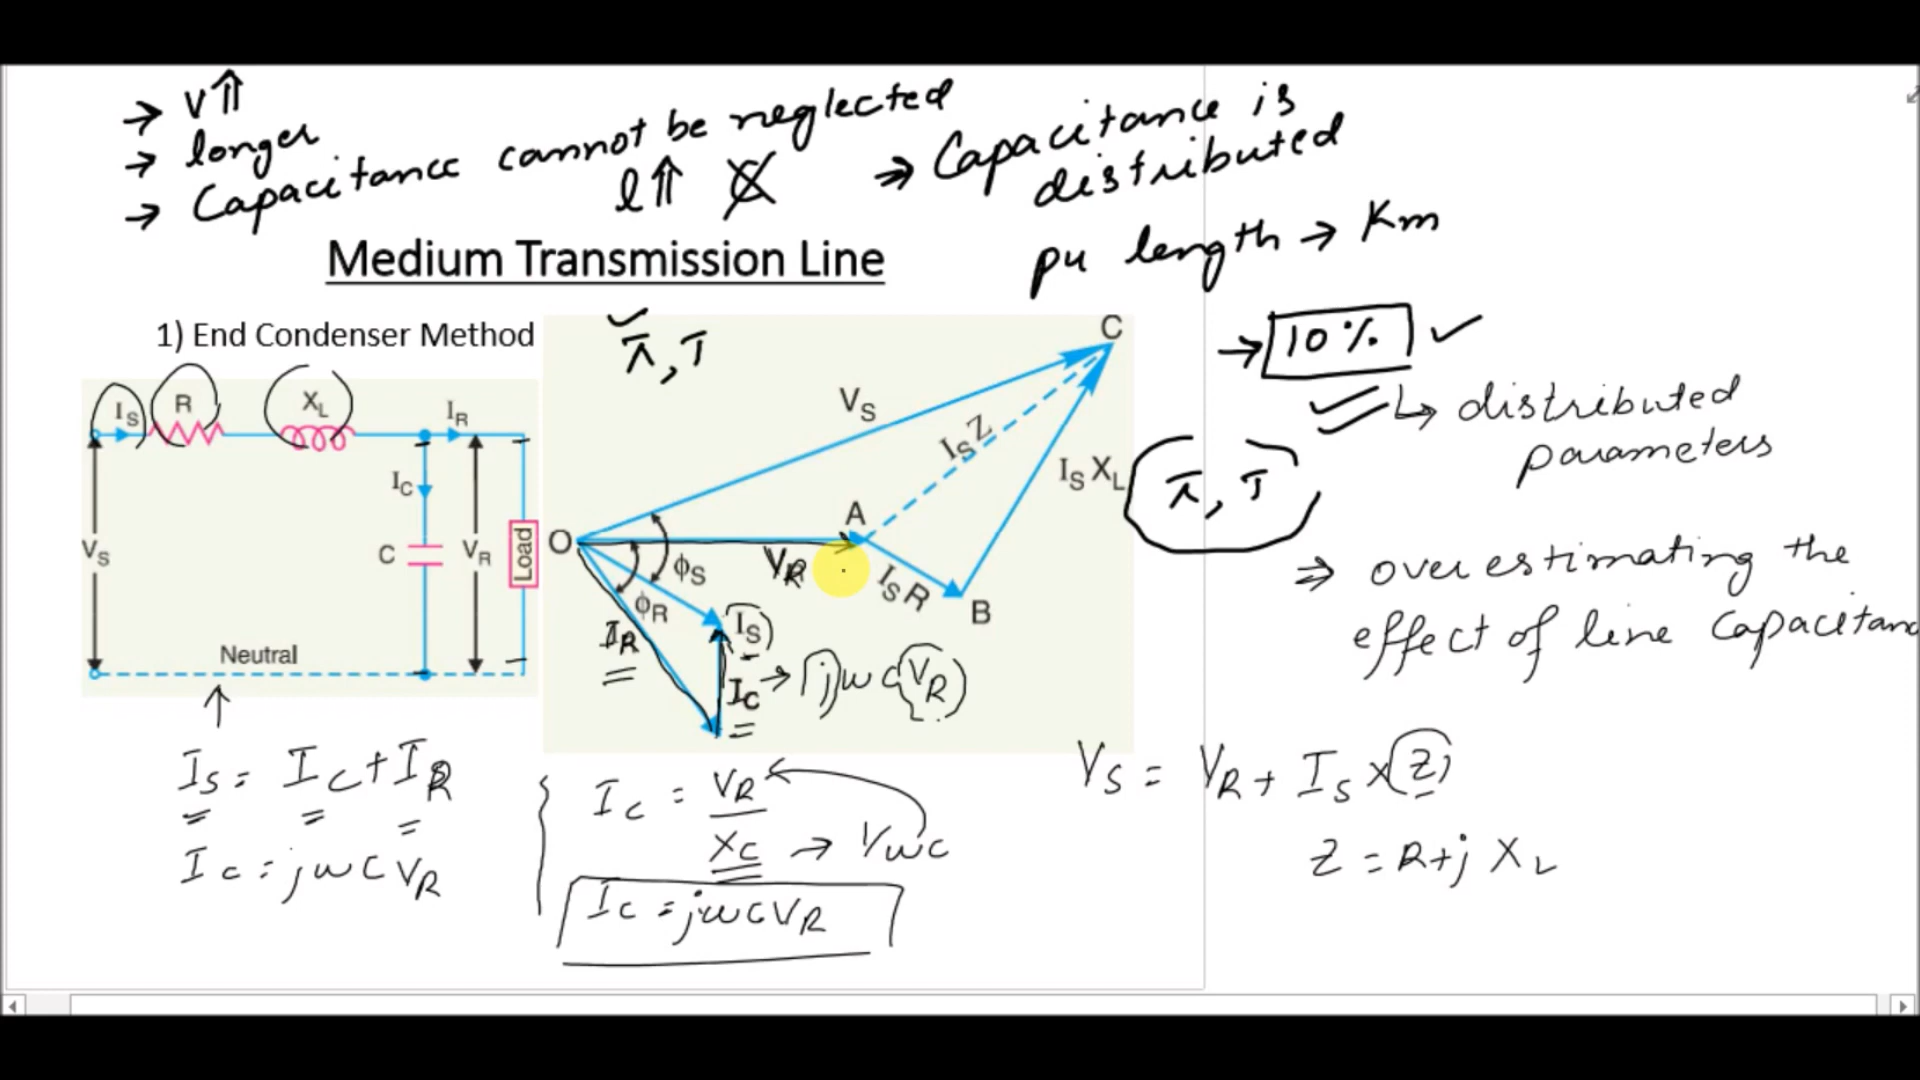 → V⇑
→ longer
→ Capacitance cannot be neglected
l⇑ C
⇒ Capacitance is
distributed
pu length → Km
Medium Transmission Line
1) End Condenser Method
π, T
→ 10% ✓
↳ distributed
parameters
π, T
⇒ overestimating the
effect of line Capacitan
IS R XL IR
IC
VS C VR Load
Neutral
O A B C
VS
IS Z
IS XL
VR
IS R
ϕS
ϕR
IR
IS
IC → jωC VR
IS = IC + IR
IC = jωC VR
IC = VR
XC → 1/ωC
IC = jωCVR
VS = VR + IS × Z
Z = R + j XL